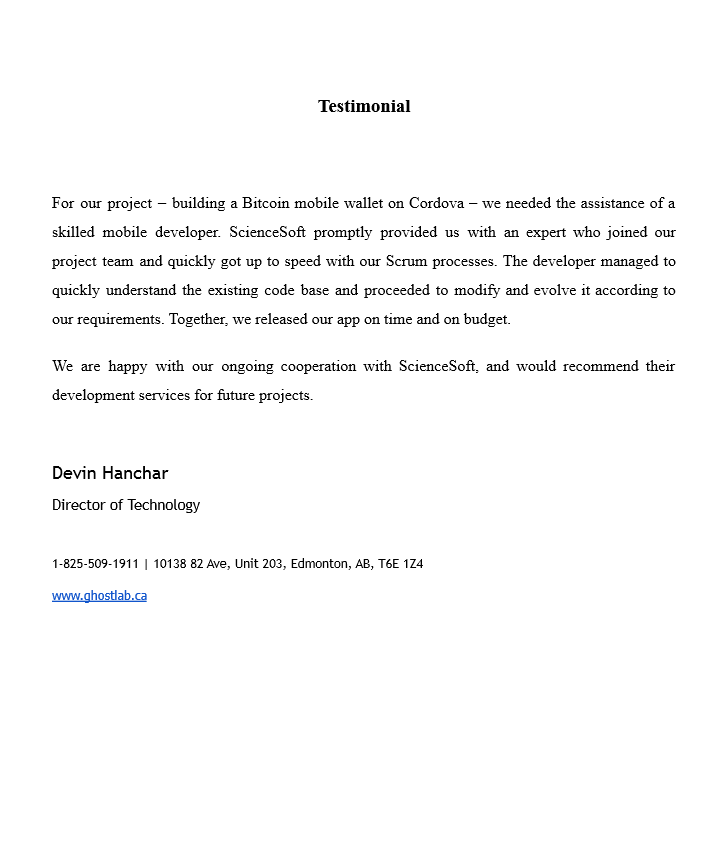 Testimonial
For our project – building a Bitcoin mobile wallet on Cordova – we needed the assistance of a
skilled mobile developer. ScienceSoft promptly provided us with an expert who joined our
project team and quickly got up to speed with our Scrum processes. The developer managed to
quickly understand the existing code base and proceeded to modify and evolve it according to
our requirements. Together, we released our app on time and on budget.
We are happy with our ongoing cooperation with ScienceSoft, and would recommend their
development services for future projects.
Devin Hanchar
Director of Technology
1-825-509-1911 | 10138 82 Ave, Unit 203, Edmonton, AB, T6E 1Z4
www.ghostlab.ca